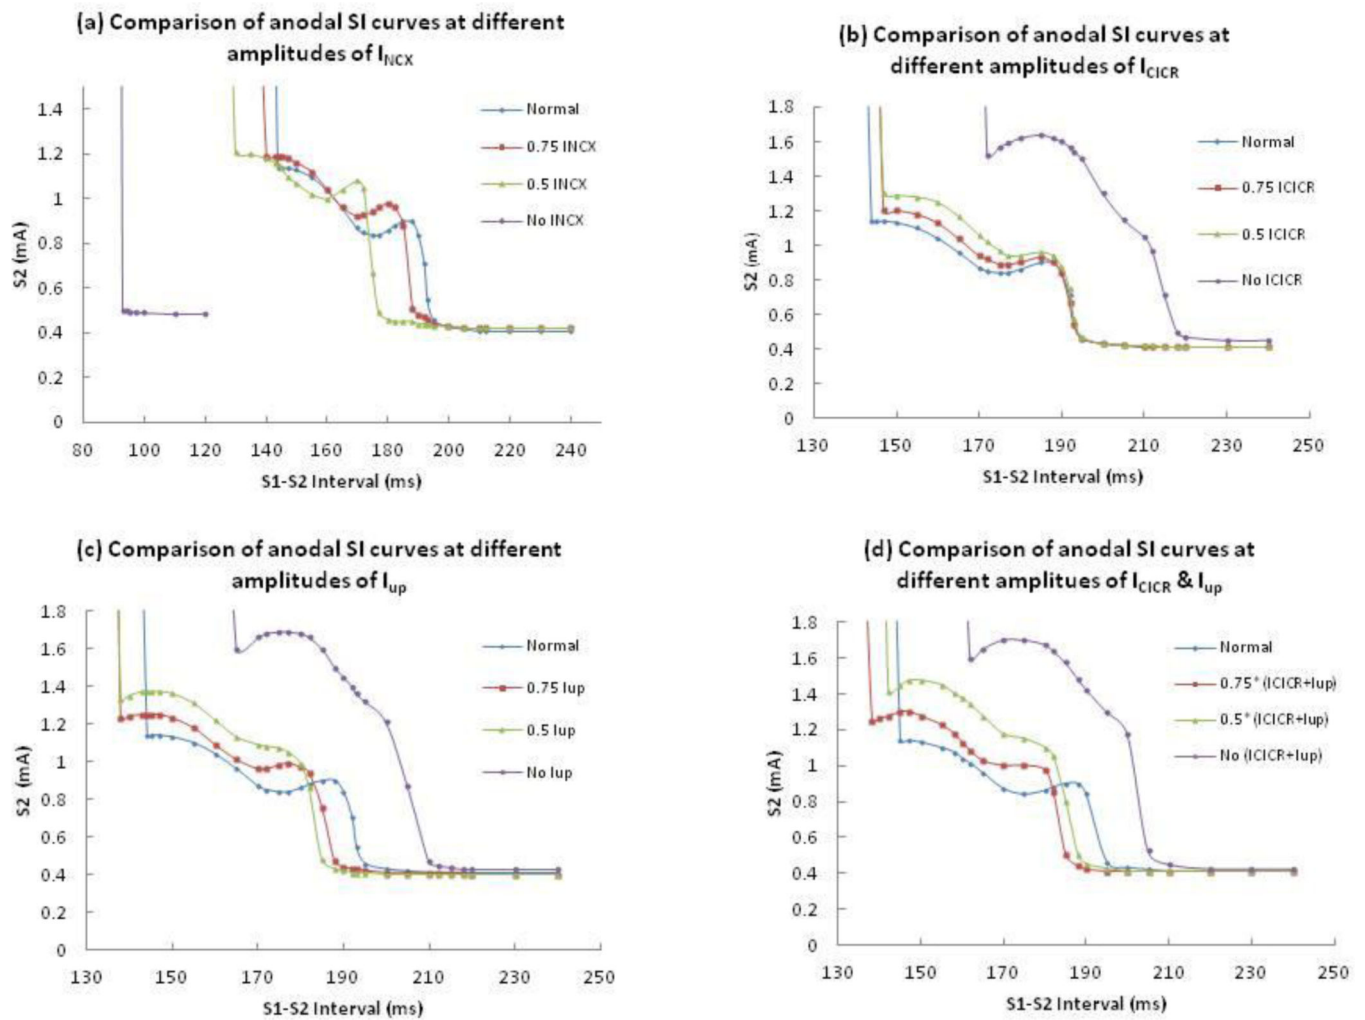 (a) Comparison of anodal SI curves at different
amplitudes of I_NCX
1.4
1.2
1
0.8
0.6
0.4
0.2
0
S2 (mA)
80 100 120 140 160 180 200 220 240
S1-S2 Interval (ms)
Normal
0.75 INCX
0.5 INCX
No INCX
(b) Comparison of anodal SI curves at
different amplitudes of I_CICR
1.8
1.6
1.4
1.2
1
0.8
0.6
0.4
0.2
0
S2 (mA)
130 150 170 190 210 230 250
S1-S2 Interval (ms)
Normal
0.75 ICICR
0.5 ICICR
No ICICR
(c) Comparison of anodal SI curves at different
amplitudes of I_up
1.8
1.6
1.4
1.2
1
0.8
0.6
0.4
0.2
0
S2 (mA)
130 150 170 190 210 230 250
S1-S2 Interval (ms)
Normal
0.75 Iup
0.5 Iup
No Iup
(d) Comparison of anodal SI curves at
different amplitues of I_CICR & I_up
1.8
1.6
1.4
1.2
1
0.8
0.6
0.4
0.2
0
S2 (mA)
130 150 170 190 210 230 250
S1-S2 Interval (ms)
Normal
0.75*(ICICR+Iup)
0.5*(ICICR+Iup)
No (ICICR+Iup)